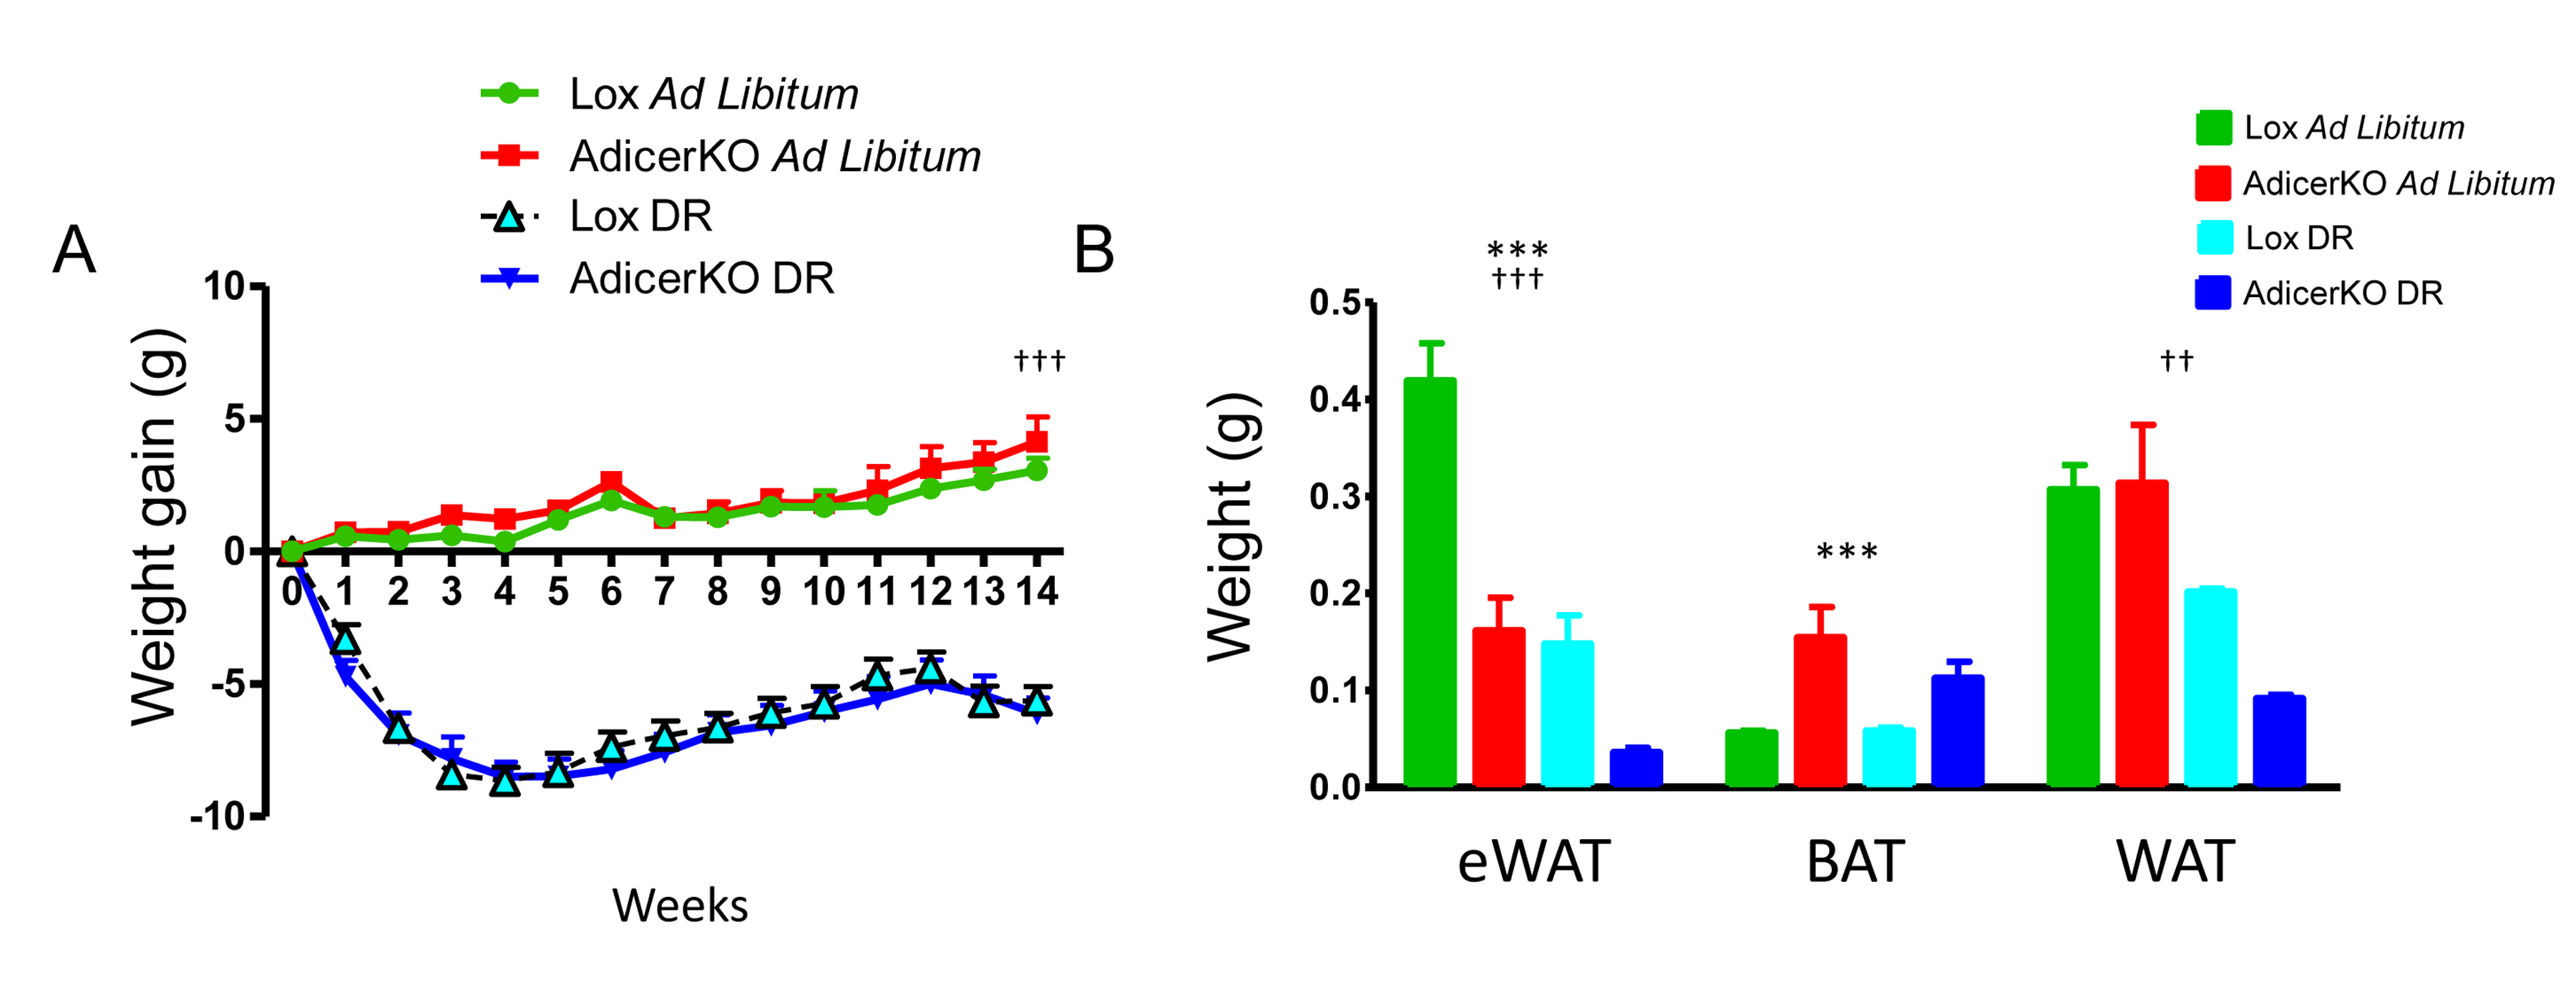 Lox Ad Libitum
AdicerKO Ad Libitum
Lox DR
AdicerKO DR
A
10
5
0
-5
-10
Weight gain (g)
†††
0 1 2 3 4 5 6 7 8 9 10 11 12 13 14
Weeks
B
Lox Ad Libitum
AdicerKO Ad Libitum
Lox DR
AdicerKO DR
***
†††
***
††
0.5
0.4
0.3
0.2
0.1
0.0
Weight (g)
eWAT BAT WAT